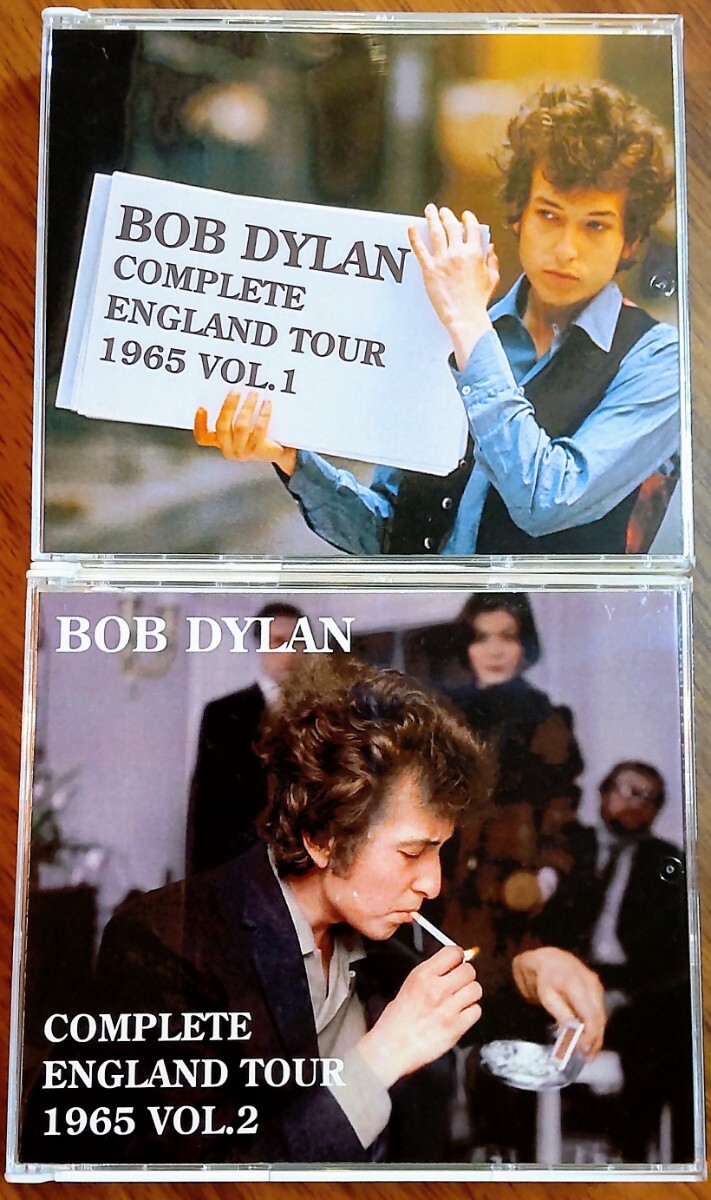 BOB DYLAN
COMPLETE
ENGLAND TOUR
1965 VOL.1
BOB DYLAN
COMPLETE
ENGLAND TOUR
1965 VOL.2